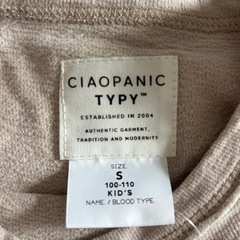 CIAOPANIC
TYPY™
ESTABLISHED IN 2004
AUTHENTIC GARMENT,
TRADITION AND MODERNITY
SIZE
S
100-110
KID'S
NAME. / BLOOD TYPE.